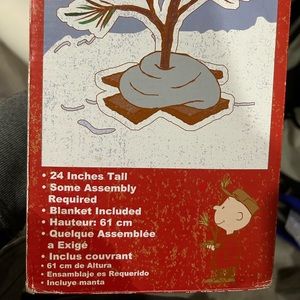 • 24 Inches Tall
• Some Assembly
Required
• Blanket Included
• Hauteur: 61 cm
• Quelque Assemblée
a Exigé
• Inclus couvrant
• 61 cm de Altura
• Ensamblaje es Requerido
• Incluye manta